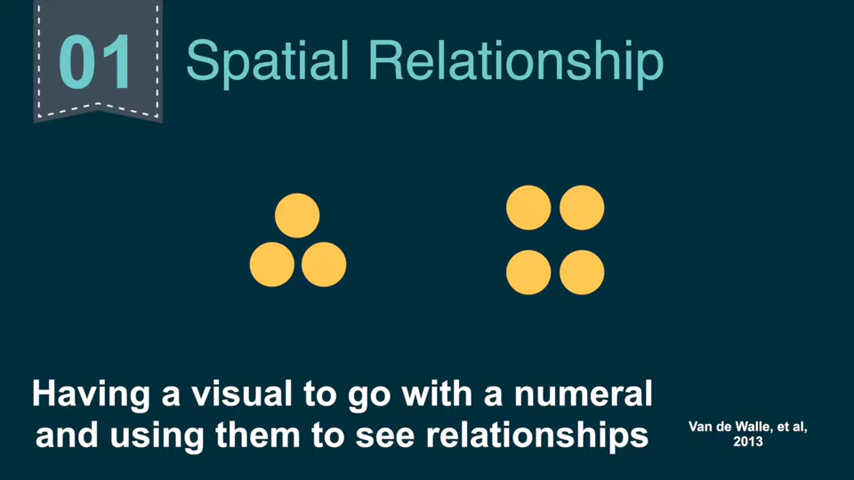 01
Spatial Relationship
Having a visual to go with a numeral
and using them to see relationships
Van de Walle, et al,
2013